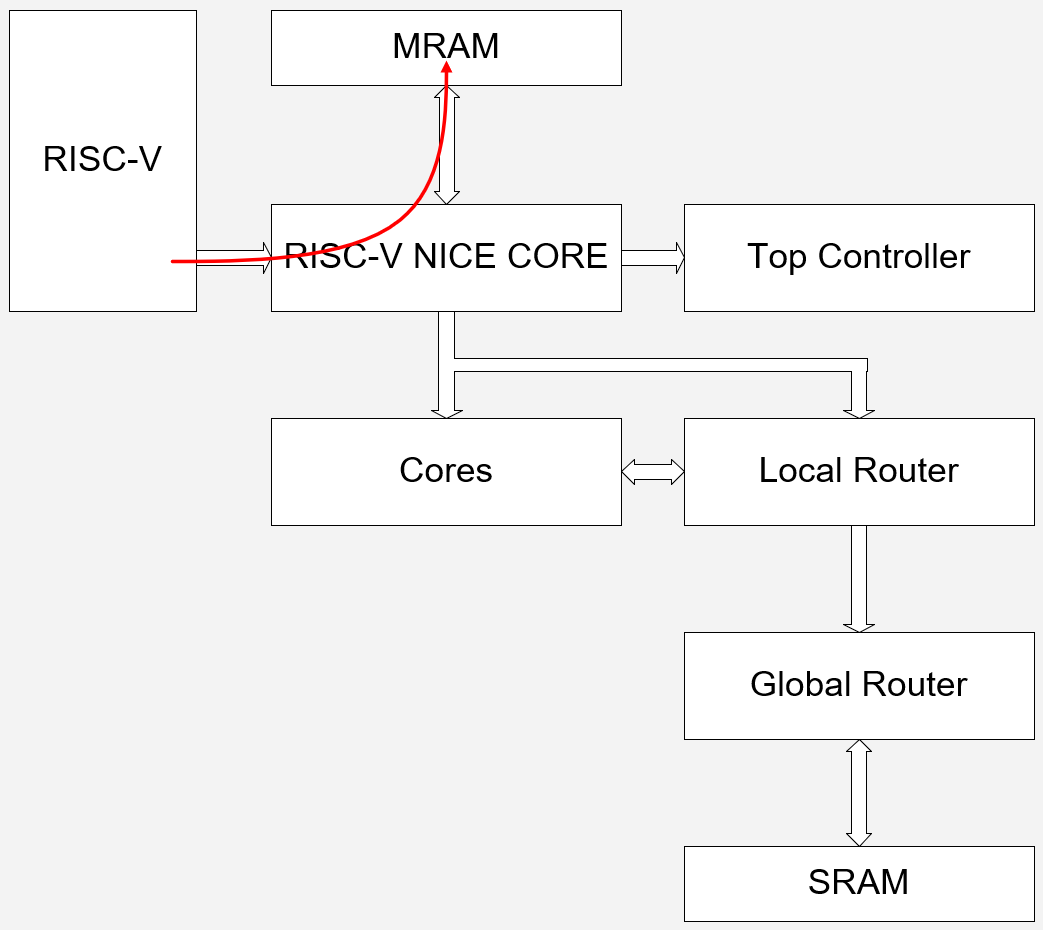 MRAM
RISC-V
RISC-V NICE CORE
Top Controller
Cores
Local Router
Global Router
SRAM